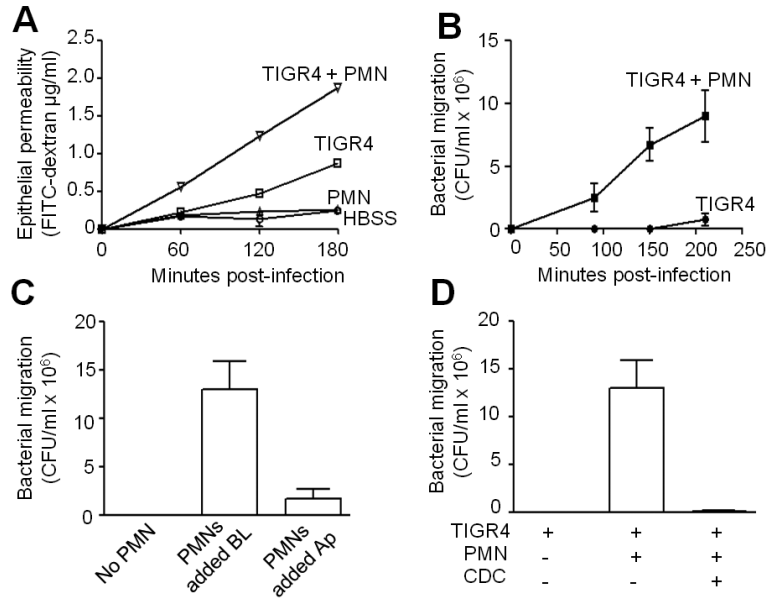 A
Epithelial permeability
(FITC-dextran µg/ml)
2.5
2.0
1.5
1.0
0.5
0
TIGR4 + PMN
TIGR4
PMN
HBSS
0 60 120 180
Minutes post-infection
B
Bacterial migration
(CFU/ml x 10⁶)
15
10
5
0
TIGR4 + PMN
TIGR4
0 50 100 150 200 250
Minutes post-infection
C
Bacterial migration
(CFU/ml x 10⁶)
20
15
10
5
0
No PMN
PMNs
added BL
PMNs
added Ap
D
Bacterial migration
(CFU/ml x 10⁶)
20
15
10
5
0
TIGR4 + + +
PMN - + +
CDC - - +